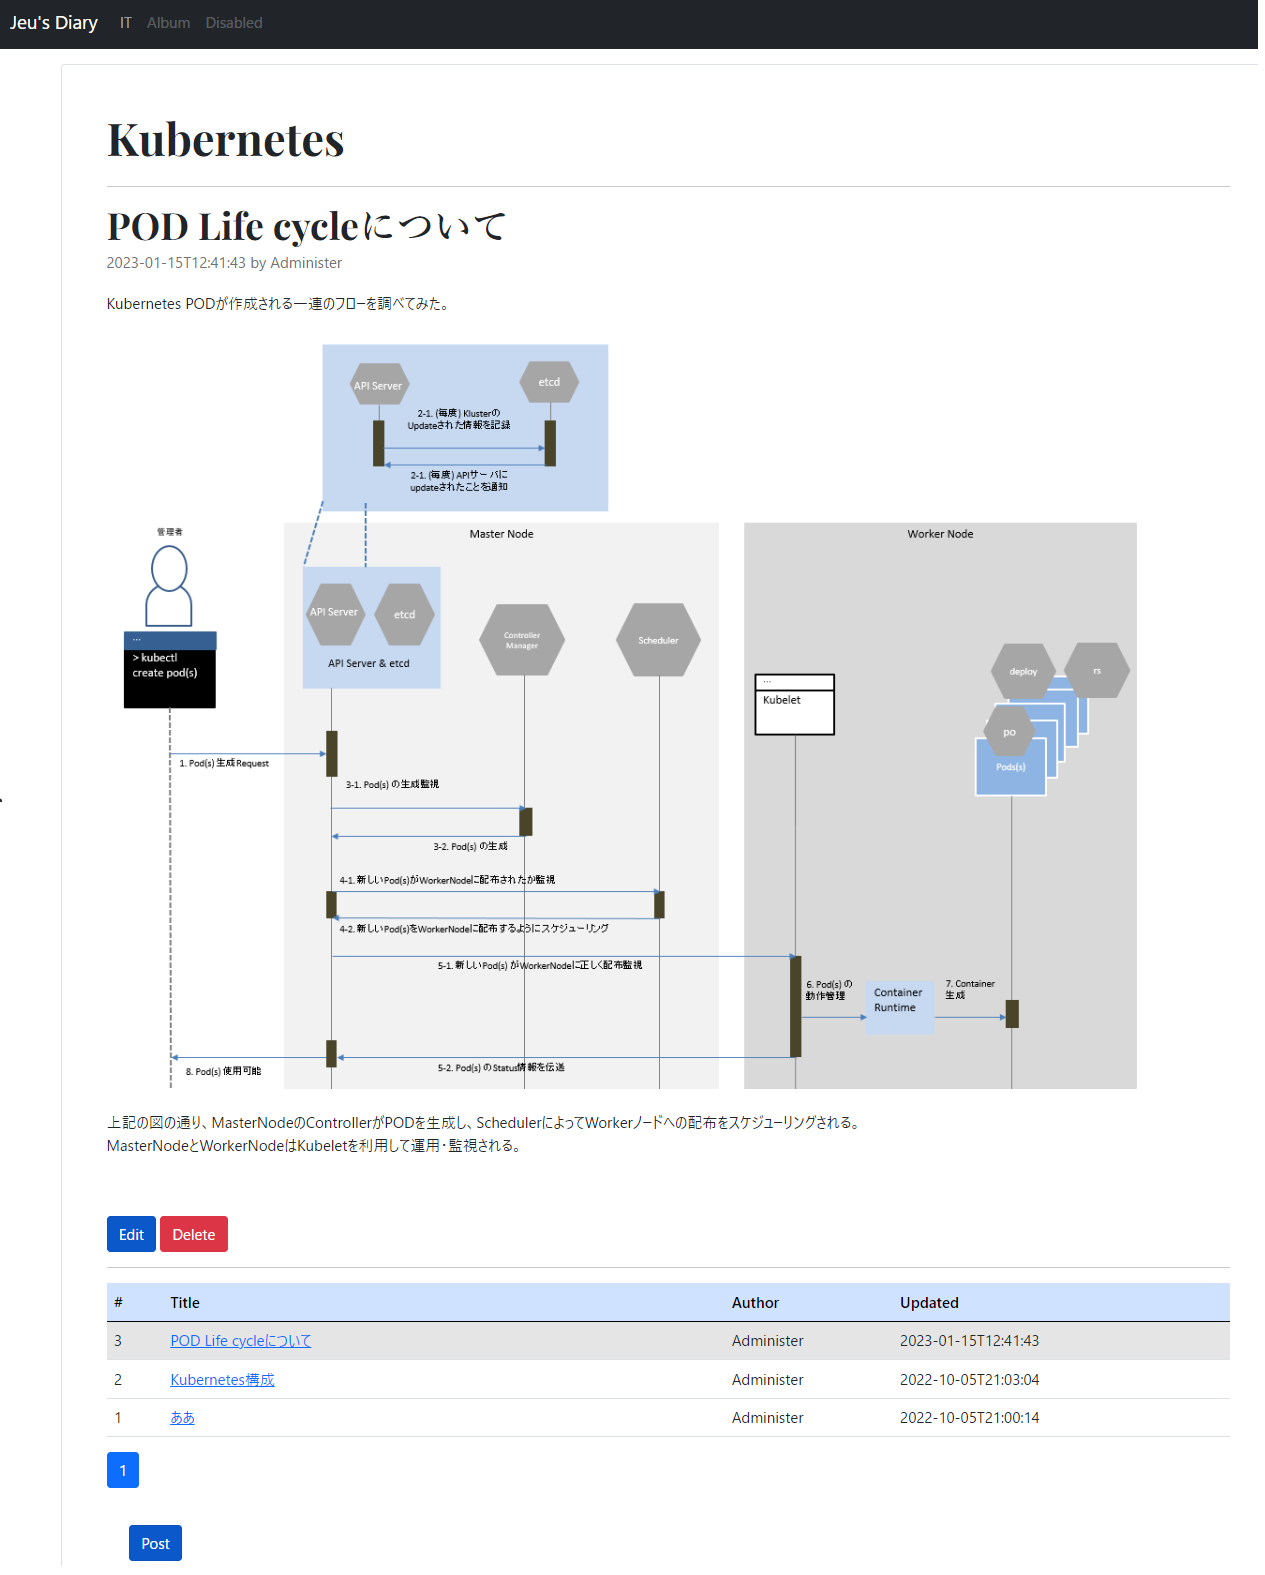 Jeu's Diary IT Album Disabled
Kubernetes
POD Life cycleについて
2023-01-15T12:41:43 by Administer
Kubernetes PODが作成される一連のフローを調べてみた。
API Server
etcd
2-1. (毎度) Klusterの
Updateされた情報を記録
2-1. (毎度) APIサーバに
updateされたことを通知
管理者
Master Node
Worker Node
API Server
etcd
API Server & etcd
Controller
Manager
Scheduler
...
> kubectl
create pod(s)
...
Kubelet
deploy
rs
po
Pods(s)
1. Pod(s) 生成Request
3-1. Pod(s) の生成監視
3-2. Pod(s) の生成
4-1. 新しいPod(s)がWorkerNodeに配布されたか監視
4-2. 新しいPod(s)をWorkerNodeに配布するようにスケジューリング
5-1. 新しいPod(s) がWorkerNodeに正しく配布監視
6. Pod(s) の
動作管理
Container
Runtime
7. Container
生成
8. Pod(s) 使用可能
5-2. Pod(s) のStatus情報を伝送
上記の図の通り、MasterNodeのControllerがPODを生成し、SchedulerによってWorkerノードへの配布をスケジューリングされる。
MasterNodeとWorkerNodeはKubeletを利用して運用・監視される。
Edit Delete
# Title Author Updated
3 POD Life cycleについて Administer 2023-01-15T12:41:43
2 Kubernetes構成 Administer 2022-10-05T21:03:04
1 ああ Administer 2022-10-05T21:00:14
1
Post